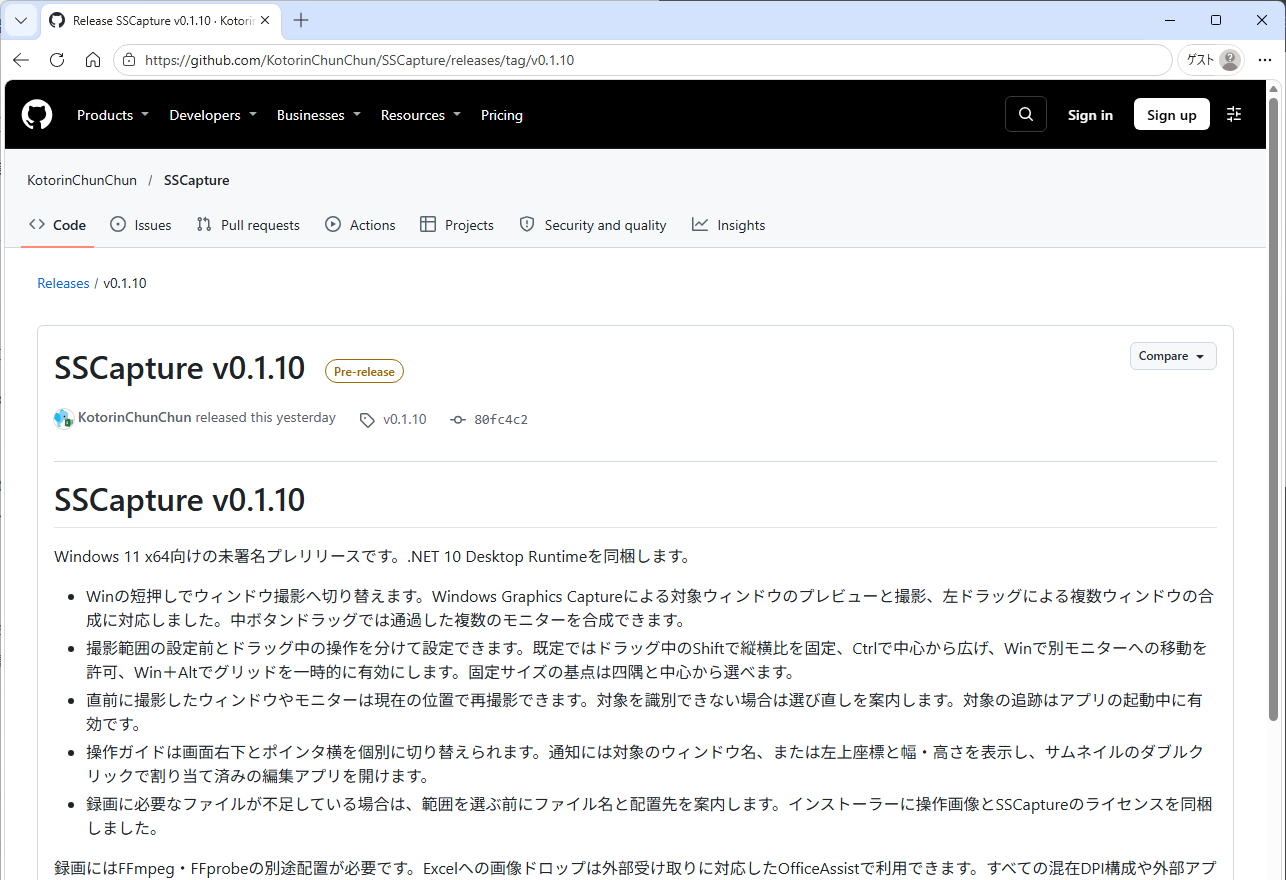 Release SSCapture v0.1.10 · Kotorin
https://github.com/KotorinChunChun/SSCapture/releases/tag/v0.1.10
ゲスト
Products Developers Businesses Resources Pricing
Sign in Sign up
KotorinChunChun / SSCapture
Code Issues Pull requests Actions Projects Security and quality Insights
Releases / v0.1.10
SSCapture v0.1.10 Pre-release
Compare
KotorinChunChun released this yesterday v0.1.10 80fc4c2
SSCapture v0.1.10
Windows 11 x64向けの未署名プレリリースです。.NET 10 Desktop Runtimeを同梱します。
Winの短押しでウィンドウ撮影へ切り替えます。Windows Graphics Captureによる対象ウィンドウのプレビューと撮影、左ドラッグによる複数ウィンドウの合
成に対応しました。中ボタンドラッグでは通過した複数のモニターを合成できます。
撮影範囲の設定前とドラッグ中の操作を分けて設定できます。既定ではドラッグ中のShiftで縦横比を固定、Ctrlで中心から広げ、Winで別モニターへの移動を
許可、Win＋Altでグリッドを一時的に有効にします。固定サイズの基点は四隅と中心から選べます。
直前に撮影したウィンドウやモニターは現在の位置で再撮影できます。対象を識別できない場合は選び直しを案内します。対象の追跡はアプリの起動中に有
効です。
操作ガイドは画面右下とポインタ横を個別に切り替えられます。通知には対象のウィンドウ名、または左上座標と幅・高さを表示し、サムネイルのダブルク
リックで割り当て済みの編集アプリを開けます。
録画に必要なファイルが不足している場合は、範囲を選ぶ前にファイル名と配置先を案内します。インストーラーに操作画像とSSCaptureのライセンスを同梱
しました。
録画にはFFmpeg・FFprobeの別途配置が必要です。Excelへの画像ドロップは外部受け取りに対応したOfficeAssistで利用できます。すべての混在DPI構成や外部アプ